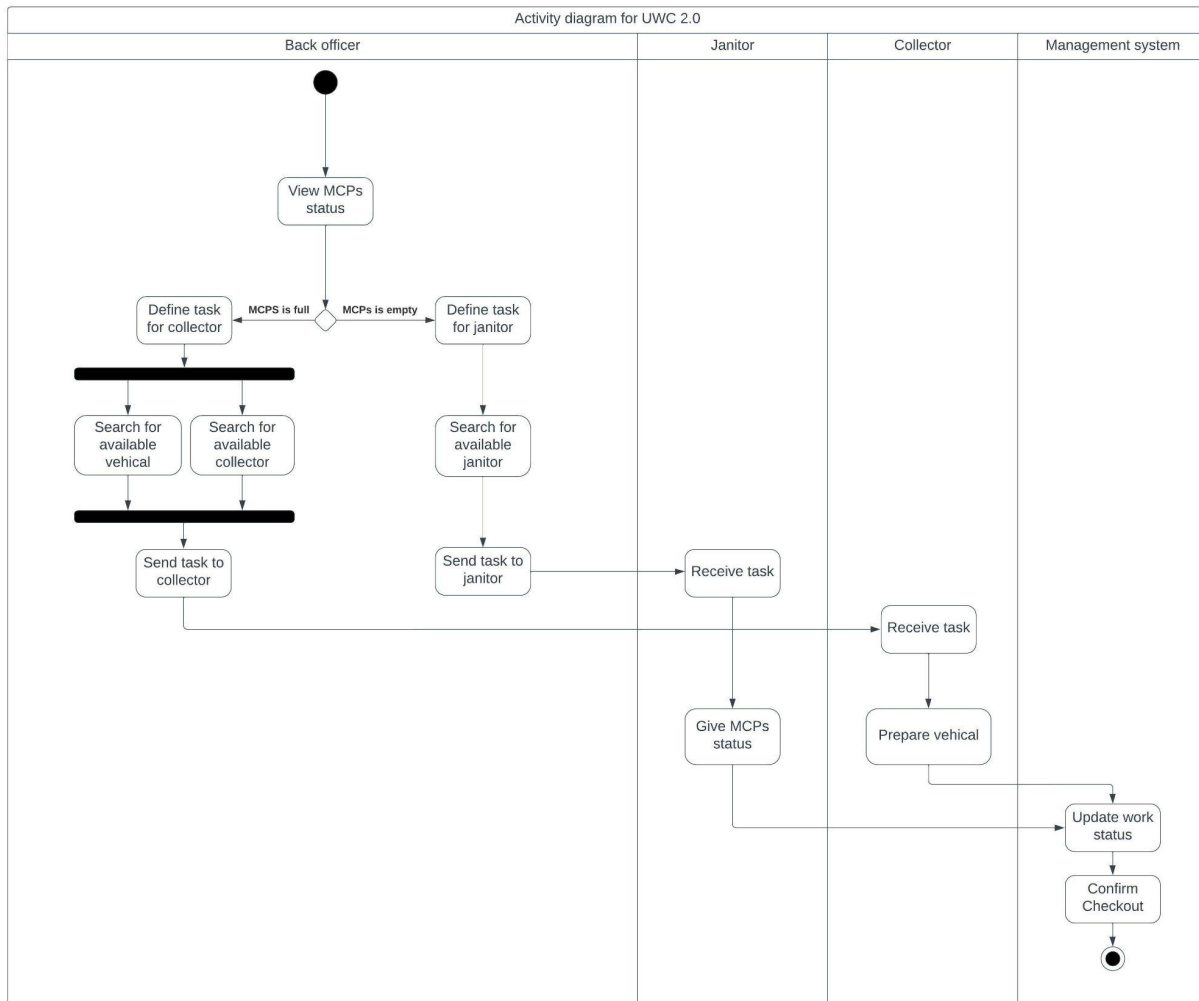 Activity diagram for UWC 2.0
Back officer
Janitor
Collector
Management system
View MCPs
status
Define task
for collector
MCPS is full
MCPs is empty
Define task
for janitor
Search for
available
vehical
Search for
available
collector
Search for
available
janitor
Send task to
collector
Send task to
janitor
Receive task
Receive task
Give MCPs
status
Prepare vehical
Update work
status
Confirm
Checkout